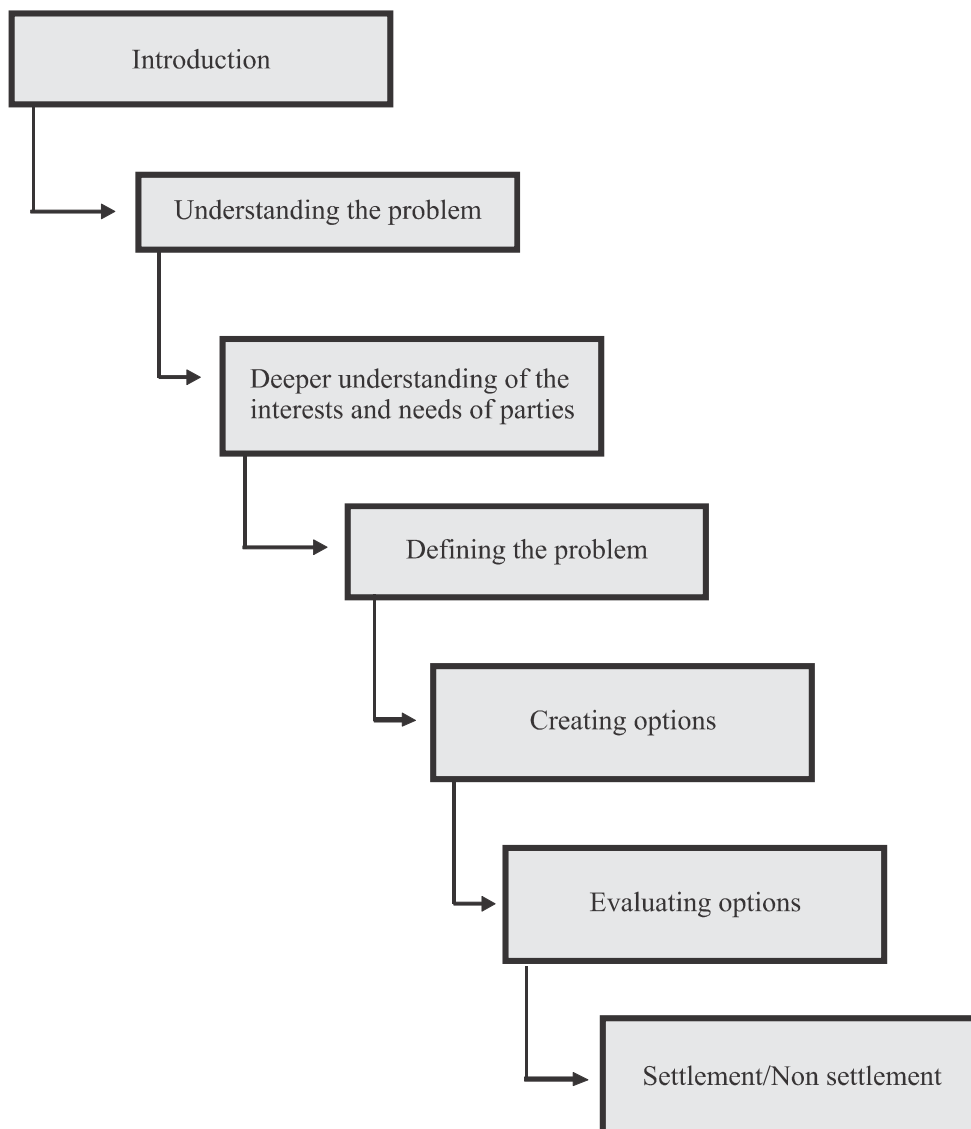 Introduction
Understanding the problem
Deeper understanding of the
interests and needs of parties
Defining the problem
Creating options
Evaluating options
Settlement/Non settlement